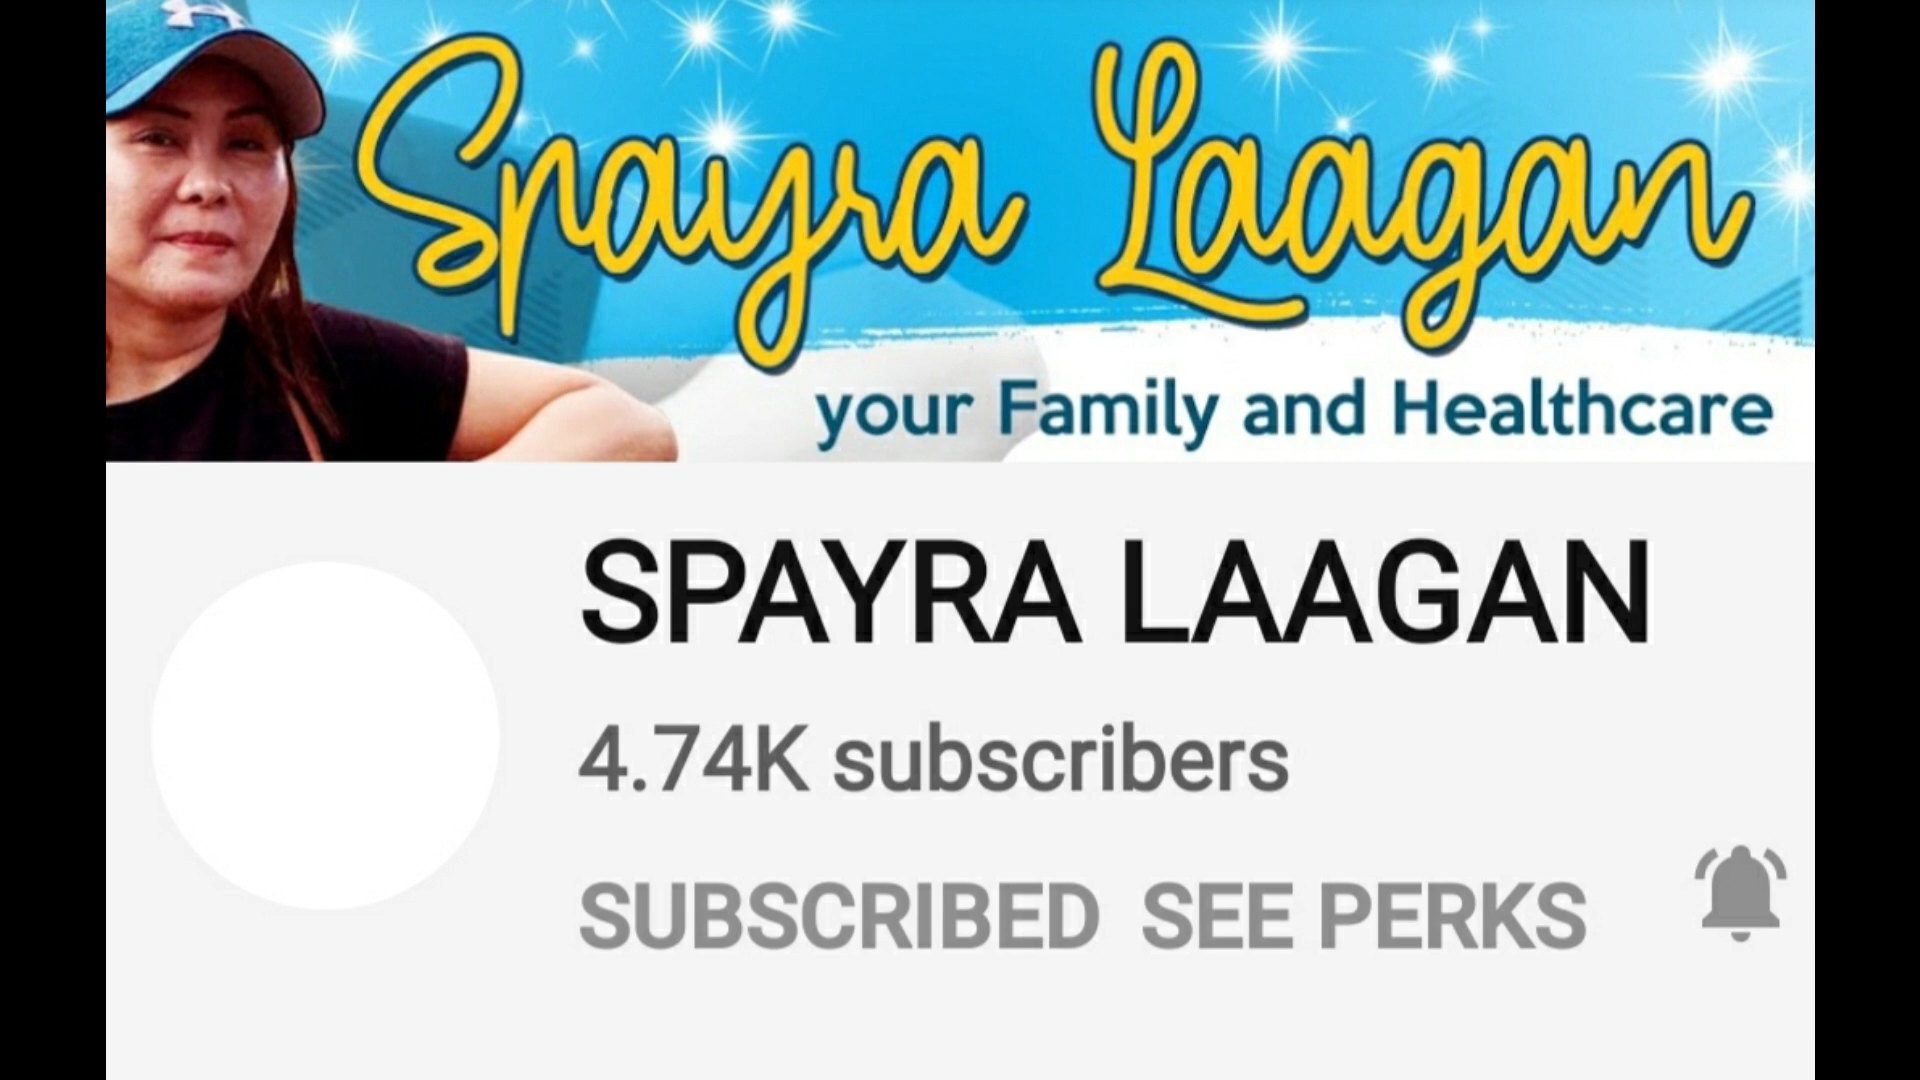 Spayra Laagan
your Family and Healthcare
SPAYRA LAAGAN
4.74K subscribers
SUBSCRIBED SEE PERKS